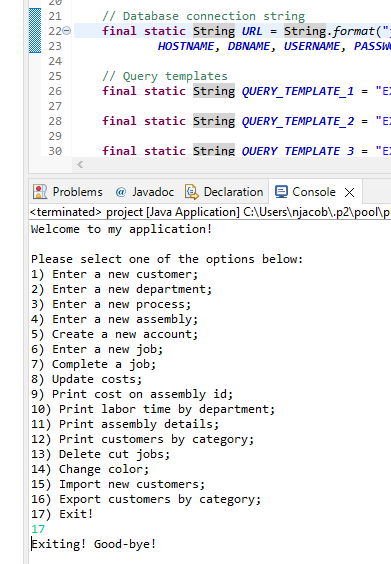 21
// Database connection string
22 final static String URL = String.format("
23 HOSTNAME, DBNAME, USERNAME,
24
25 // Query templates
26 final static String QUERY_TEMPLATE_1 =
27
28 final static String QUERY_TEMPLATE_2 =
29
30 final static String QUERY TEMPLATE 3 =
Problems @ Javadoc Declaration Console
<terminated> project [Java Application] C:\Users\njacob\.p2\pool\p
Welcome to my application!
Please select one of the options below:
1) Enter a new customer;
2) Enter a new department;
3) Enter a new process;
4) Enter a new assembly;
5) Create a new account;
6) Enter a new job;
7) Complete a job;
8) Update costs;
9) Print cost on assembly id;
10) Print labor time by department;
11) Print assembly details;
12) Print customers by category;
13) Delete cut jobs;
14) Change color;
15) Import new customers;
16) Export customers by category;
17) Exit!
17
Exiting! Good-bye!